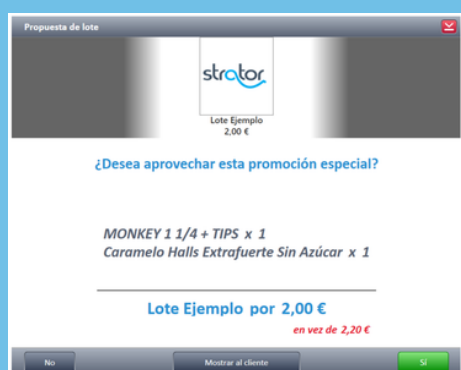 Propuesta de lote
strator
Lote Ejemplo
2,00 €
¿Desea aprovechar esta promoción especial?
MONKEY 1 1/4 + TIPS x 1
Caramelo Halls Extrafuerte Sin Azúcar x 1
Lote Ejemplo por 2,00 €
en vez de 2,20 €
No
Mostrar al cliente
Sí